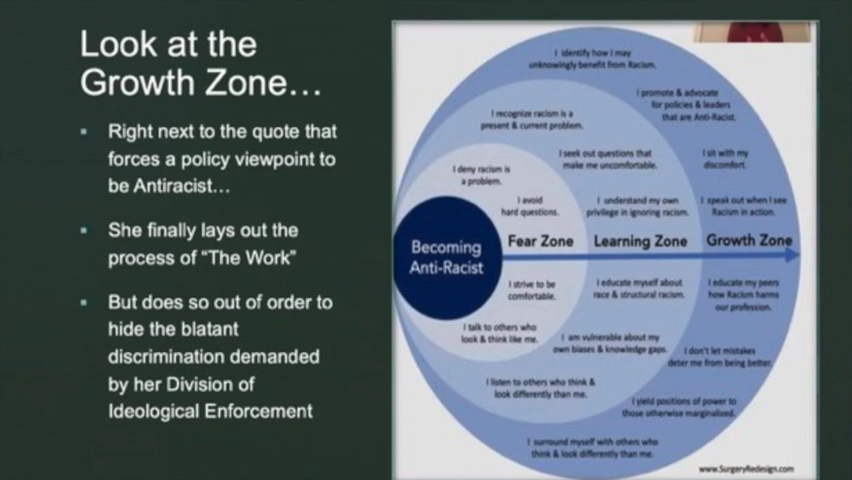 Look at the
Growth Zone…
Right next to the quote that
forces a policy viewpoint to
be Antiracist…
She finally lays out the
process of “The Work”
But does so out of order to
hide the blatant
discrimination demanded
by her Division of
Ideological Enforcement
I identify how I may
unknowingly benefit from Racism.
I promote & advocate
for policies & leaders
that are Anti-Racist.
I recognize racism is a
present & current problem.
I seek out questions that
make me uncomfortable.
I sit with my
discomfort.
I deny racism is
a problem.
I avoid
hard questions.
I understand my own
privilege in ignoring racism.
I speak out when I see
Racism in action.
Becoming
Anti-Racist
Fear Zone
Learning Zone
Growth Zone
I strive to be
comfortable.
I educate myself about
race & structural racism.
I educate my peers
how Racism harms
our profession.
I talk to others who
look & think like me.
I am vulnerable about my
own biases & knowledge gaps.
I don't let mistakes
deter me from being better.
I listen to others who think &
look differently than me.
I yield positions of power to
those otherwise marginalized.
I surround myself with others who
think & look differently than me.
www.SurgeryRedesign.com